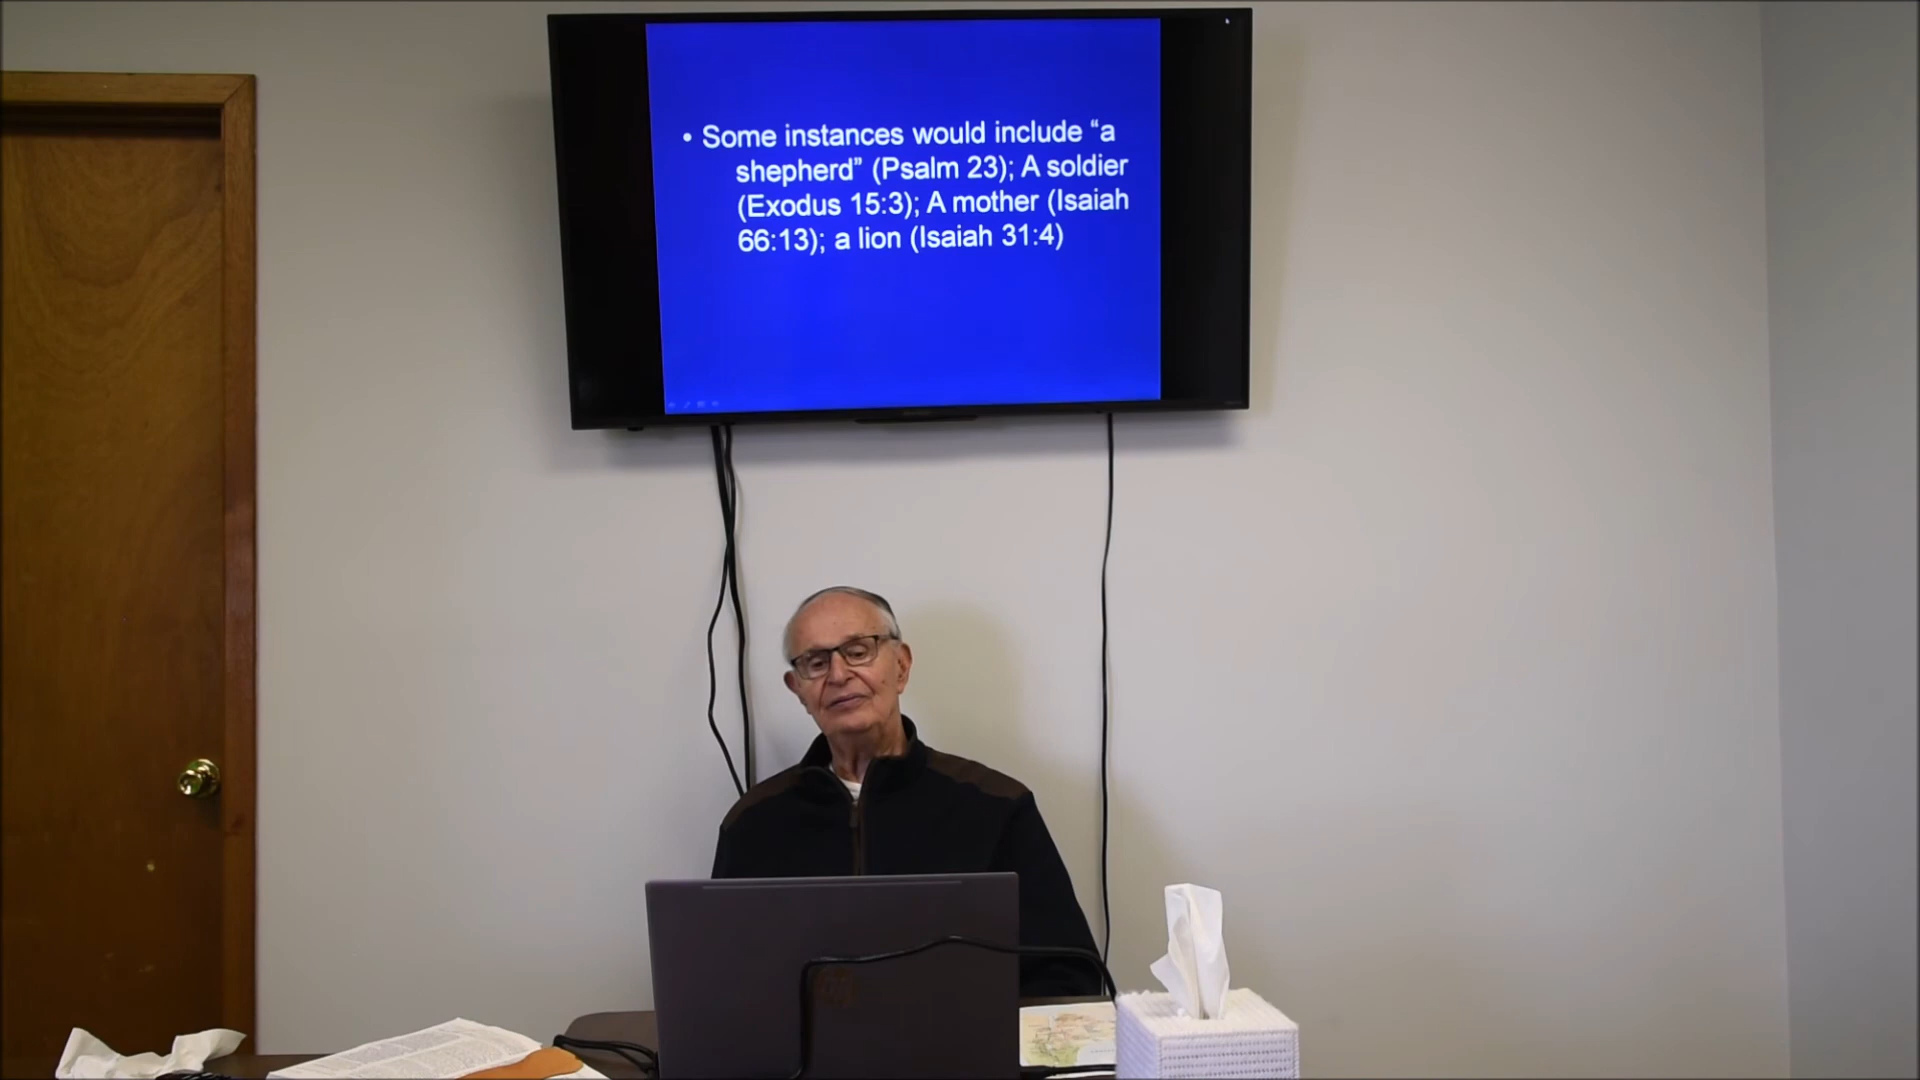 • Some instances would include “a
shepherd” (Psalm 23); A soldier
(Exodus 15:3); A mother (Isaiah
66:13); a lion (Isaiah 31:4)